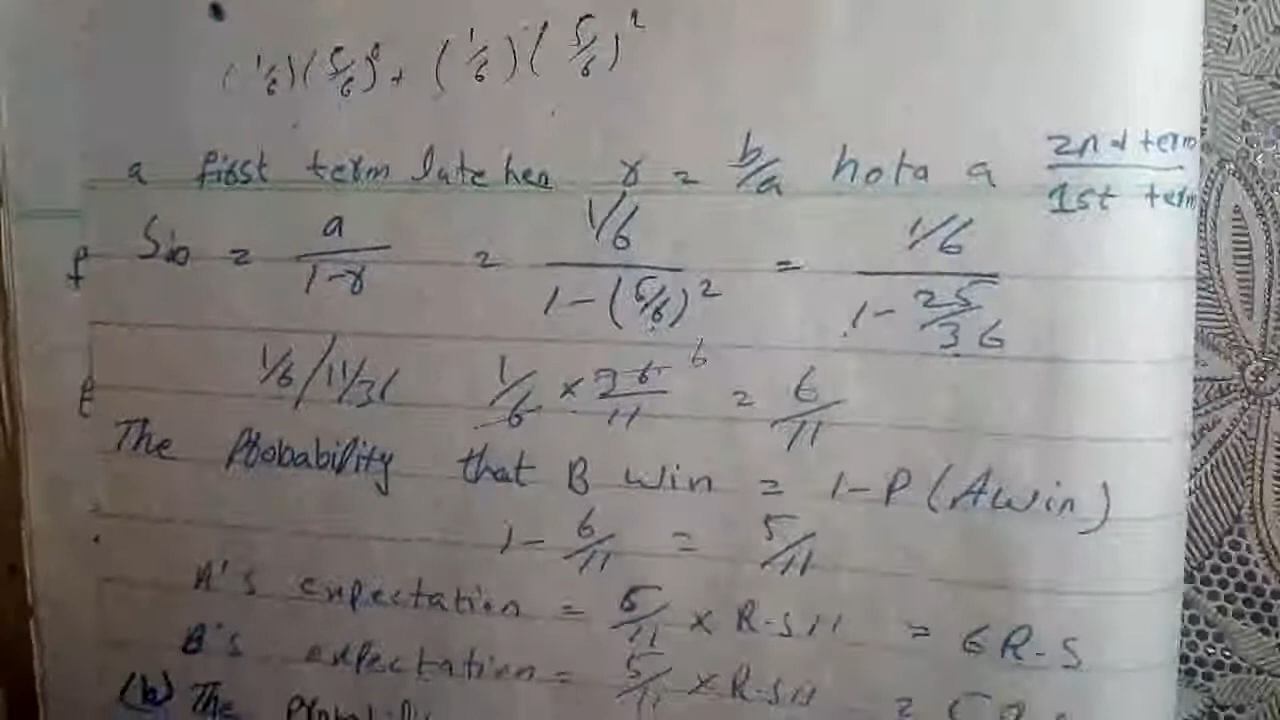 (1/6)(5/6)⁰ + (1/6)(5/6)²
a first term late hea r = b/a hota a 2nd term / 1st term
S∞ = a/(1-r) = (1/6)/(1-(5/6)²) = (1/6)/(1-25/36)
1/6 / 11/36 1/6 × 36/11 6 = 6/11
The Probability that B win = 1-P(A win)
1 - 6/11 = 5/11
A's expectation = 5/11 × R-S 11 = 6 R-S
B's expectation = 5/11 × R-S 11 =
(b) The